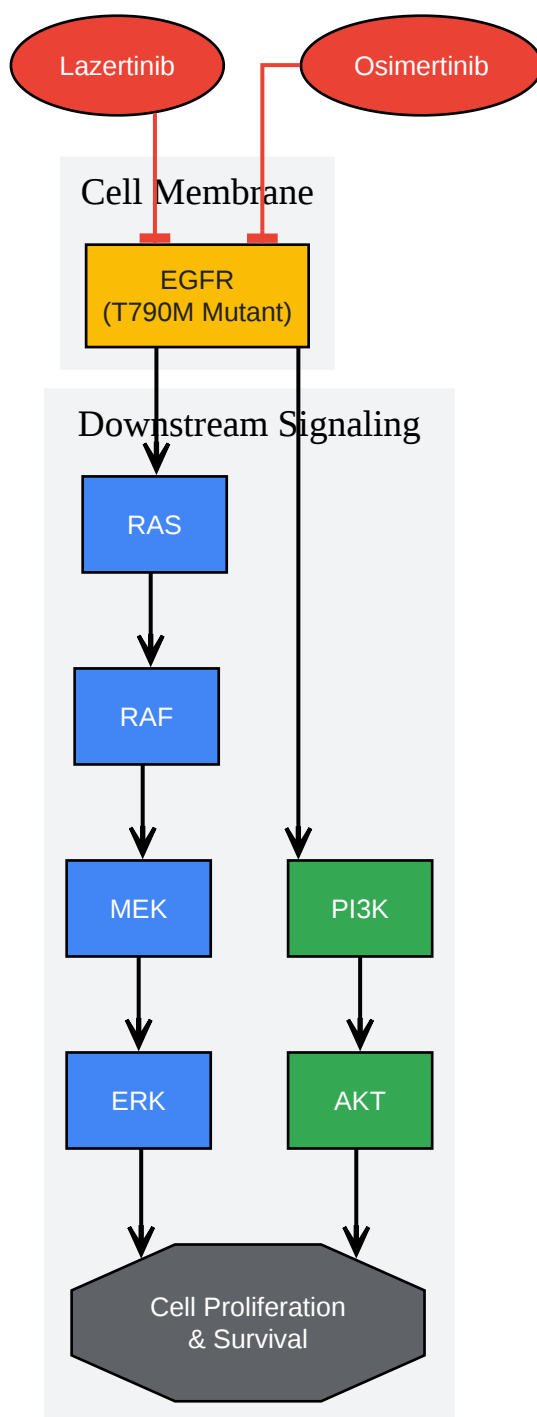 Lazertinib
Osimertinib
Cell Membrane
EGFR
(T790M Mutant)
Downstream Signaling
RAS
RAF
MEK
PI3K
ERK
AKT
Cell Proliferation
& Survival